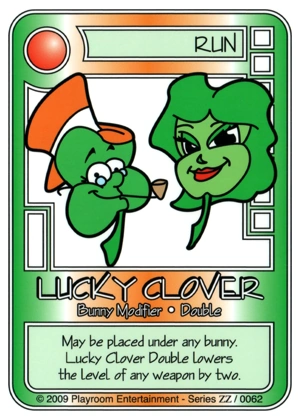 RUN
LUCKY CLOVER
Bunny Modifier • Double
May be placed under any bunny.
Lucky Clover Double lowers
the level of any weapon by two.
© 2009 Playroom Entertainment - Series ZZ / 0062